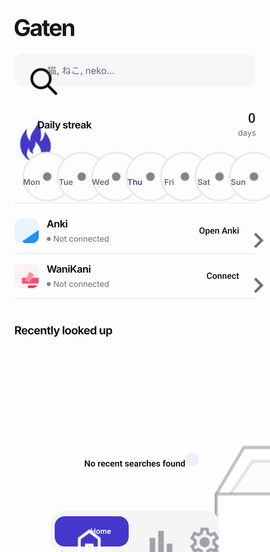 Gaten
猫, ねこ, neko...
Daily streak
0
days
Mon Tue Wed Thu Fri Sat Sun
Anki
Not connected
Open Anki
WaniKani
Not connected
Connect
Recently looked up
No recent searches found
Home